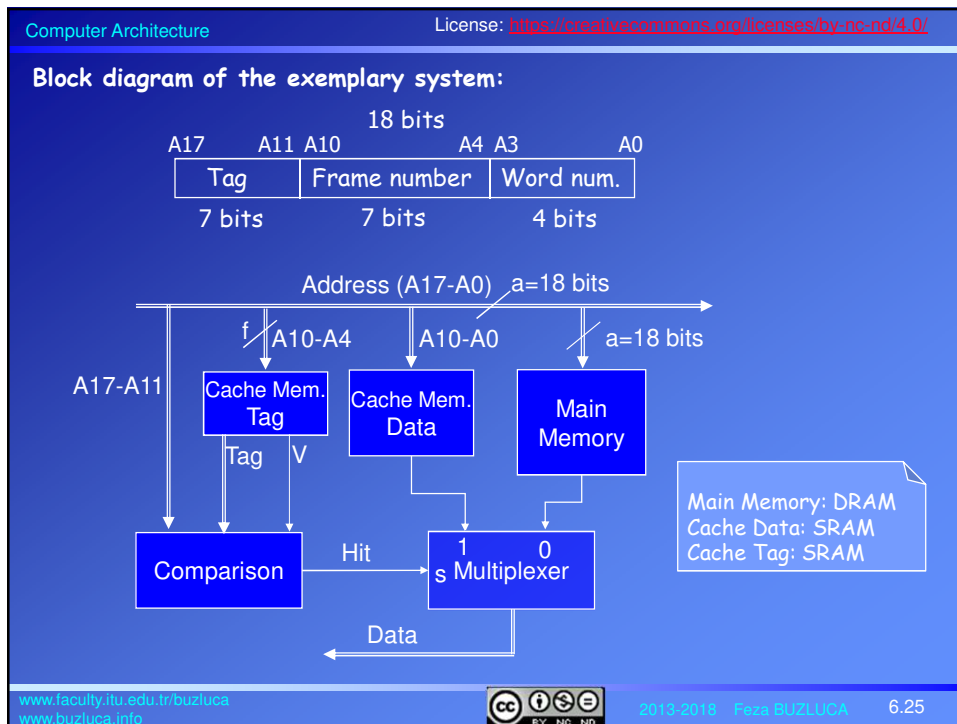 Computer Architecture
License: https://creativecommons.org/licenses/by-nc-nd/4.0/
Block diagram of the exemplary system:
18 bits
A17 A11 A10 A4 A3 A0
Tag Frame number Word num.
7 bits 7 bits 4 bits
Address (A17-A0) a=18 bits
f A10-A4 A10-A0 a=18 bits
A17-A11
Cache Mem.
Tag
Cache Mem.
Data
Main
Memory
Tag V
Main Memory: DRAM
Cache Data: SRAM
Cache Tag: SRAM
Comparison
Hit
1 0
s Multiplexer
Data
www.faculty.itu.edu.tr/buzluca
www.buzluca.info
cc
BY NC ND
2013-2018 Feza BUZLUCA 6.25